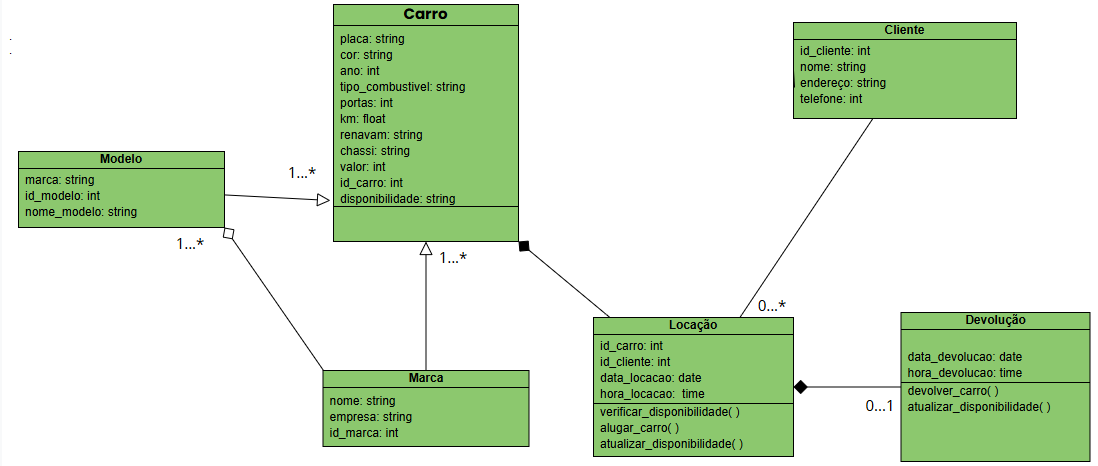 Carro
placa: string
cor: string
ano: int
tipo_combustivel: string
portas: int
km: float
renavam: string
chassi: string
valor: int
id_carro: int
disponibilidade: string
Cliente
id_cliente: int
nome: string
endereço: string
telefone: int
Modelo
marca: string
id_modelo: int
nome_modelo: string
1...*
1...*
1...*
0...*
Marca
nome: string
empresa: string
id_marca: int
Locação
id_carro: int
id_cliente: int
data_locacao: date
hora_locacao: time
verificar_disponibilidade( )
alugar_carro( )
atualizar_disponibilidade( )
0...1
Devolução
data_devolucao: date
hora_devolucao: time
devolver_carro( )
atualizar_disponibilidade( )